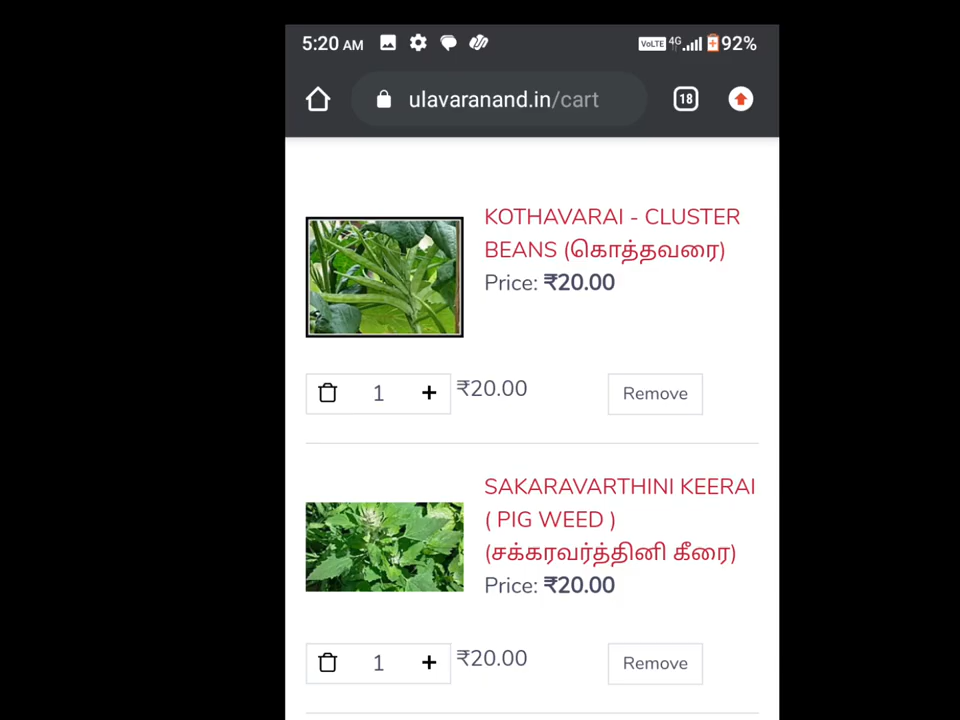 5:20 AM VoLTE 4G 92%
ulavaranand.in/cart 18
KOTHAVARAI - CLUSTER
BEANS (கொத்தவரை)
Price: ₹20.00
1 + ₹20.00 Remove
SAKARAVARTHINI KEERAI
( PIG WEED )
(சக்கரவர்த்தினி கீரை)
Price: ₹20.00
1 + ₹20.00 Remove